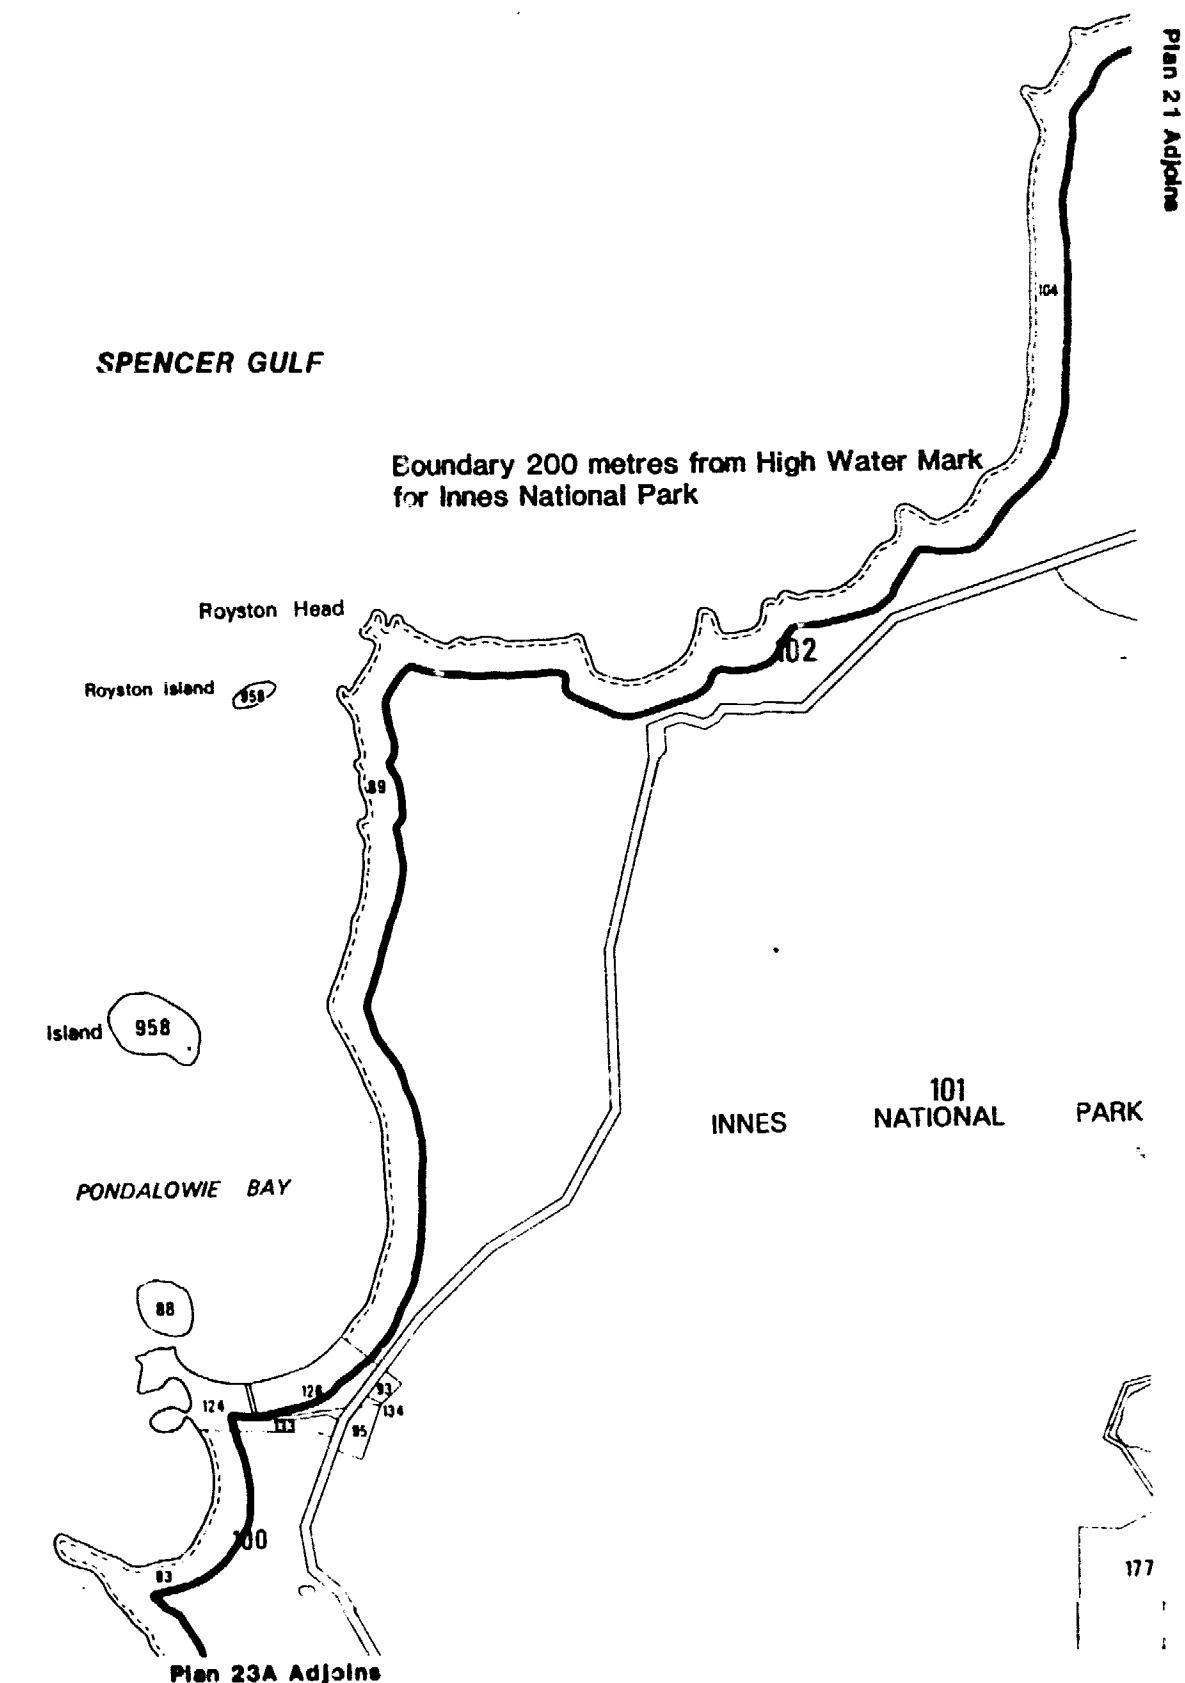 Plan 21 Adjoins
104
SPENCER GULF
Boundary 200 metres from High Water Mark
for Innes National Park
Royston Head
102
Royston Island
958
89
Island
958
101
INNES NATIONAL PARK
PONDALOWIE BAY
88
93
124
134
133
95
100
83
177
Plan 23A Adjoins